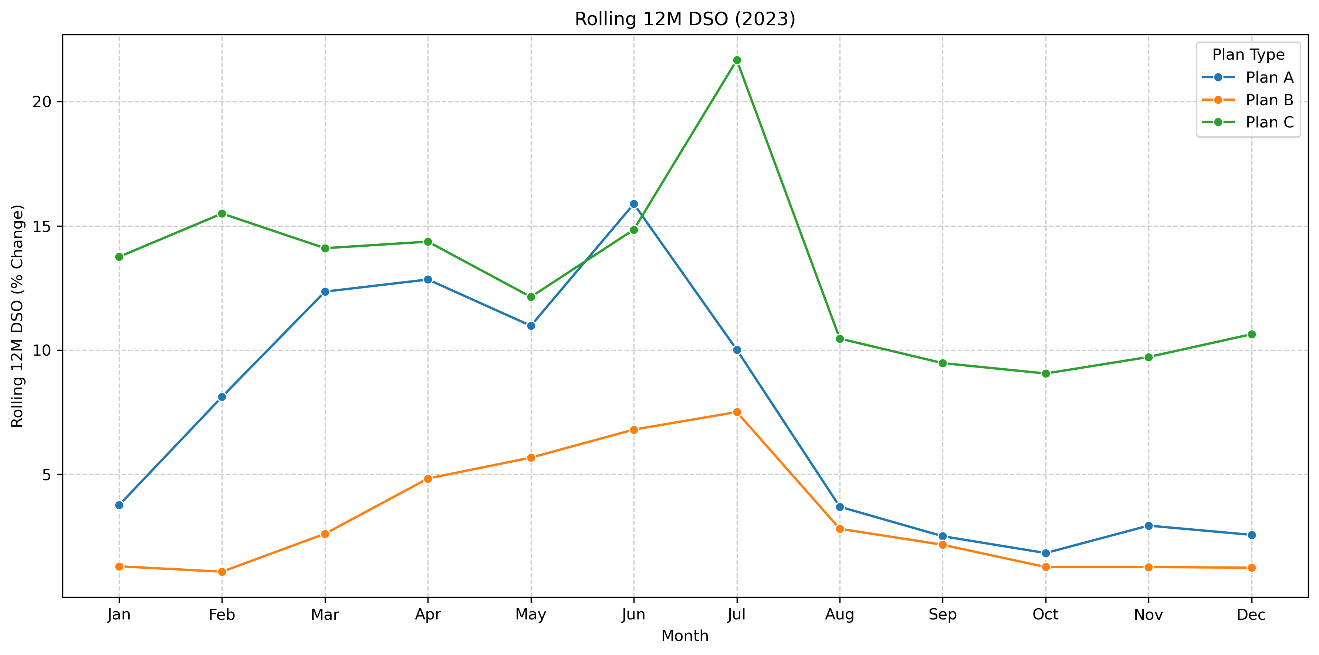 Rolling 12M DSO (2023)
Rolling 12M DSO (% Change)
20
15
10
5
Plan Type
Plan A
Plan B
Plan C
Jan Feb Mar Apr May Jun Jul Aug Sep Oct Nov Dec
Month